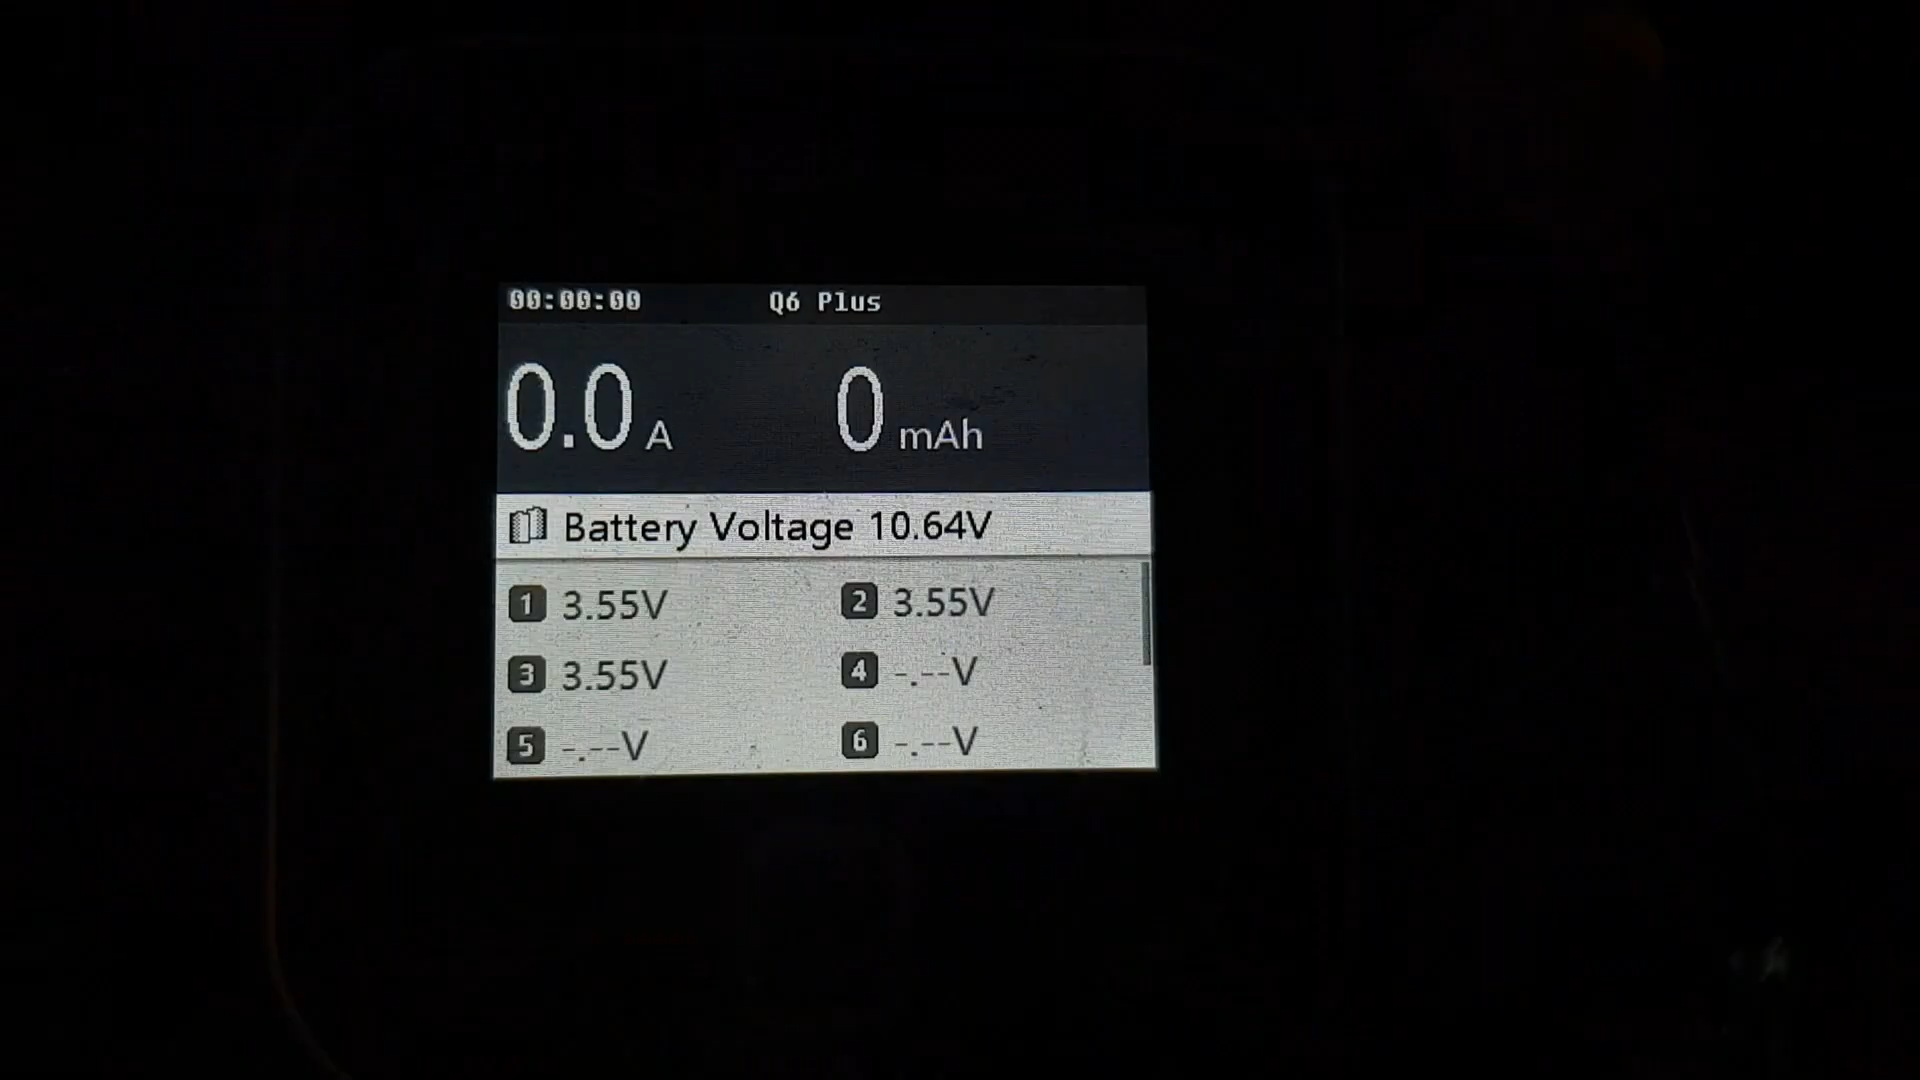 00:00:00 Q6 Plus
0.0 A 0 mAh
Battery Voltage 10.64V
1 3.55V 2 3.55V
3 3.55V 4 -.--V
5 -.--V 6 -.--V